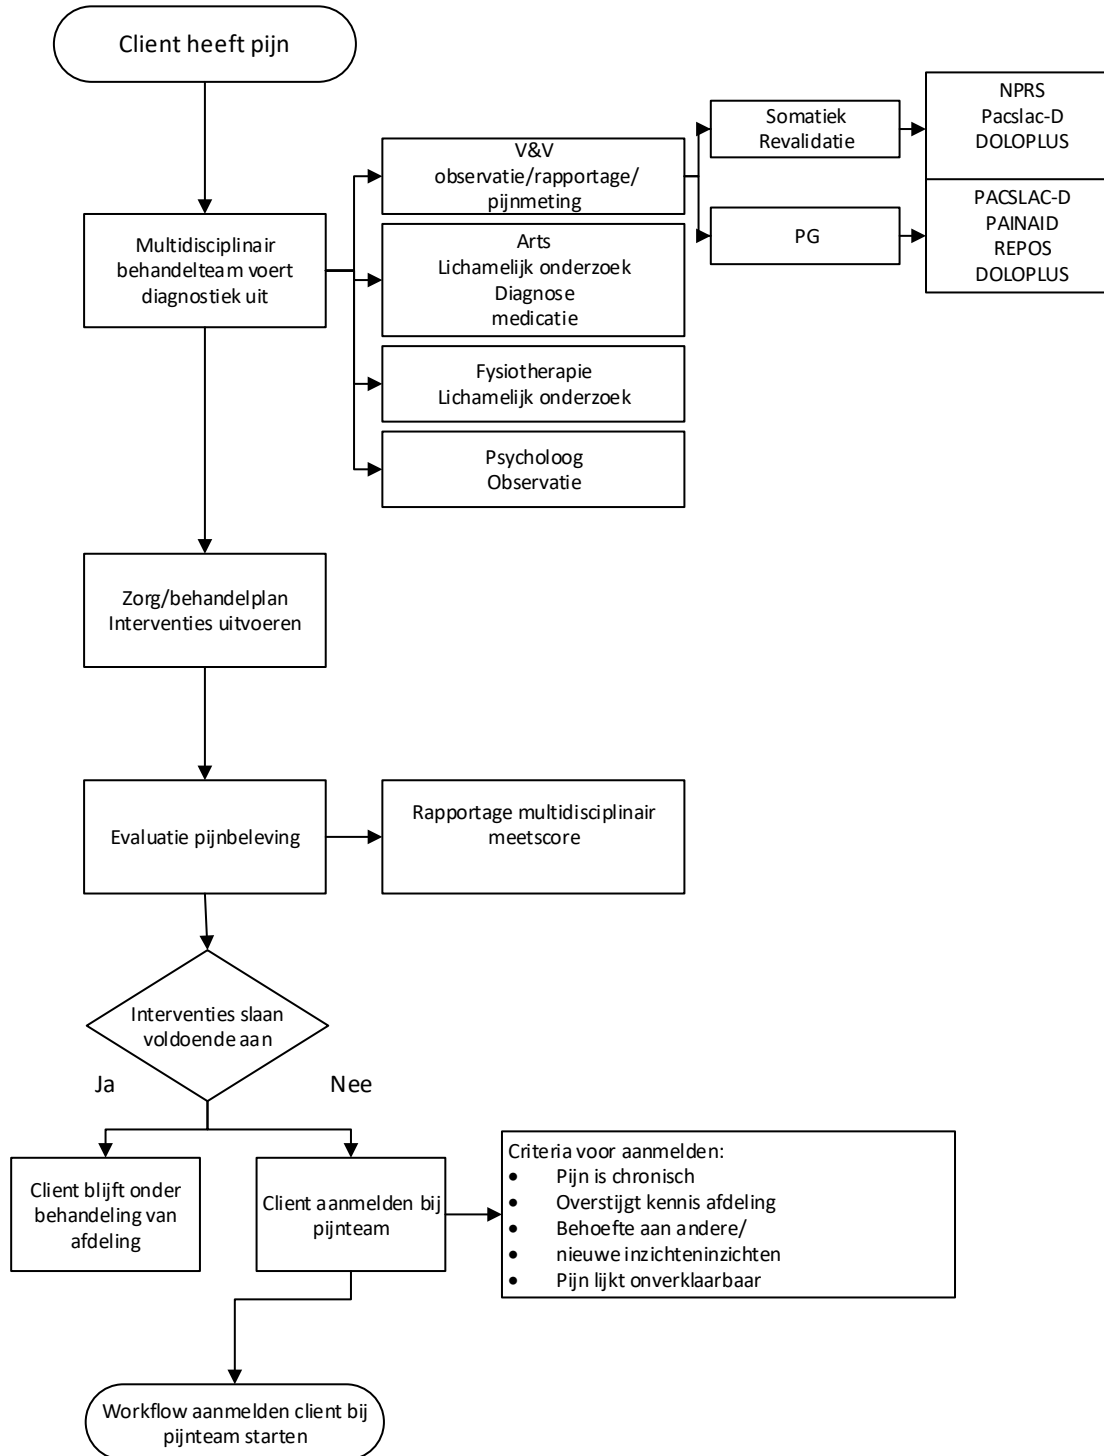 Client heeft pijn
Multidisciplinair
behandelteam voert
diagnostiek uit
V&V
observatie/rapportage/
pijnmeting
Somatiek
Revalidatie
NPRS
Pacslac-D
DOLOPLUS
PG
PACSLAC-D
PAINAID
REPOS
DOLOPLUS
Arts
Lichamelijk onderzoek
Diagnose
medicatie
Fysiotherapie
Lichamelijk onderzoek
Psycholoog
Observatie
Zorg/behandelplan
Interventies uitvoeren
Evaluatie pijnbeleving
Rapportage multidisciplinair
meetscore
Interventies slaan
voldoende aan
Ja
Nee
Client blijft onder
behandeling van
afdeling
Client aanmelden bij
pijnteam
Criteria voor aanmelden:
• Pijn is chronisch
• Overstijgt kennis afdeling
• Behoefte aan andere/
• nieuwe inzichteninzichten
• Pijn lijkt onverklaarbaar
Workflow aanmelden client bij
pijnteam starten